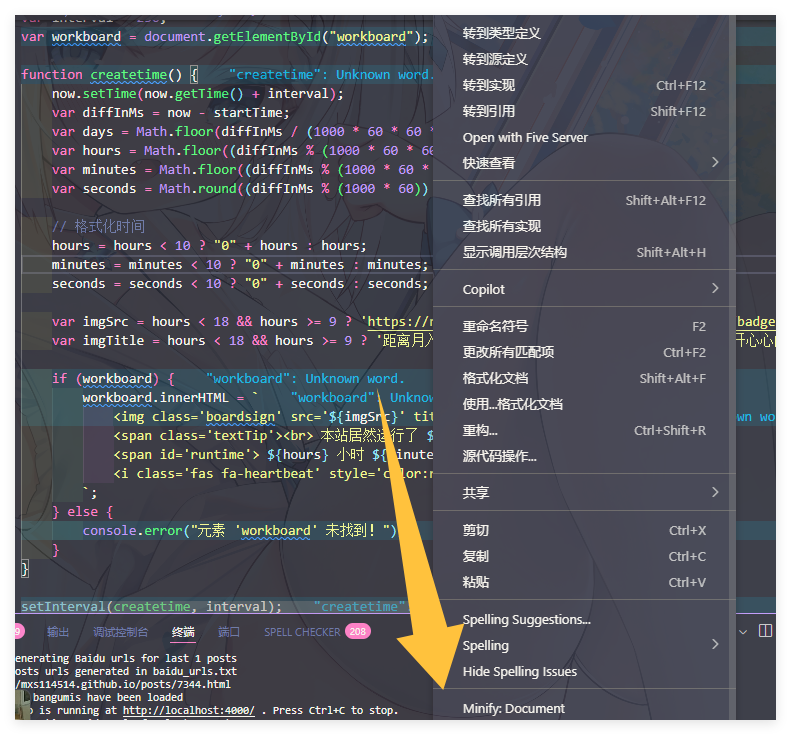 var interval = 250;
var workboard = document.getElementById("workboard");
function createtime() { "createtime": Unknown word.
now.setTime(now.getTime() + interval);
var diffInMs = now - startTime;
var days = Math.floor(diffInMs / (1000 * 60 * 60 *
var hours = Math.floor((diffInMs % (1000 * 60 * 60
var minutes = Math.floor((diffInMs % (1000 * 60 *
var seconds = Math.round((diffInMs % (1000 * 60))
// 格式化时间
hours = hours < 10 ? "0" + hours : hours;
minutes = minutes < 10 ? "0" + minutes : minutes;
seconds = seconds < 10 ? "0" + seconds : seconds;
var imgSrc = hours < 18 && hours >= 9 ? 'https://r badge
var imgTitle = hours < 18 && hours >= 9 ? '距离月入 开心心
if (workboard) { "workboard": Unknown word.
workboard.innerHTML = ` "workboard": Unkno
<img class='boardsign' src='${imgSrc}' tit wn wo
<span class='textTip'><br> 本站居然运行了 $
<span id='runtime'> ${hours} 小时 ${minute
<i class='fas fa-heartbeat' style='color:r
`;
} else {
console.error("元素 'workboard' 未找到! ")
}
}
setInterval(createtime, interval); "createtime"
9 输出 调试控制台 终端 端口 SPELL CHECKER 208
enerating Baidu urls for last 1 posts
osts urls generated in baidu_urls.txt
/mxs114514.github.io/posts/7344.html
bangumis have been loaded
o is running at http://localhost:4000/ . Press Ctrl+C to stop.
转到类型定义
转到源定义
转到实现 Ctrl+F12
转到引用 Shift+F12
Open with Five Server
快速查看
查找所有引用 Shift+Alt+F12
查找所有实现
显示调用层次结构 Shift+Alt+H
Copilot
重命名符号 F2
更改所有匹配项 Ctrl+F2
格式化文档 Shift+Alt+F
使用...格式化文档
重构... Ctrl+Shift+R
源代码操作...
共享
剪切 Ctrl+X
复制 Ctrl+C
粘贴 Ctrl+V
Spelling Suggestions...
Spelling
Hide Spelling Issues
Minify: Document